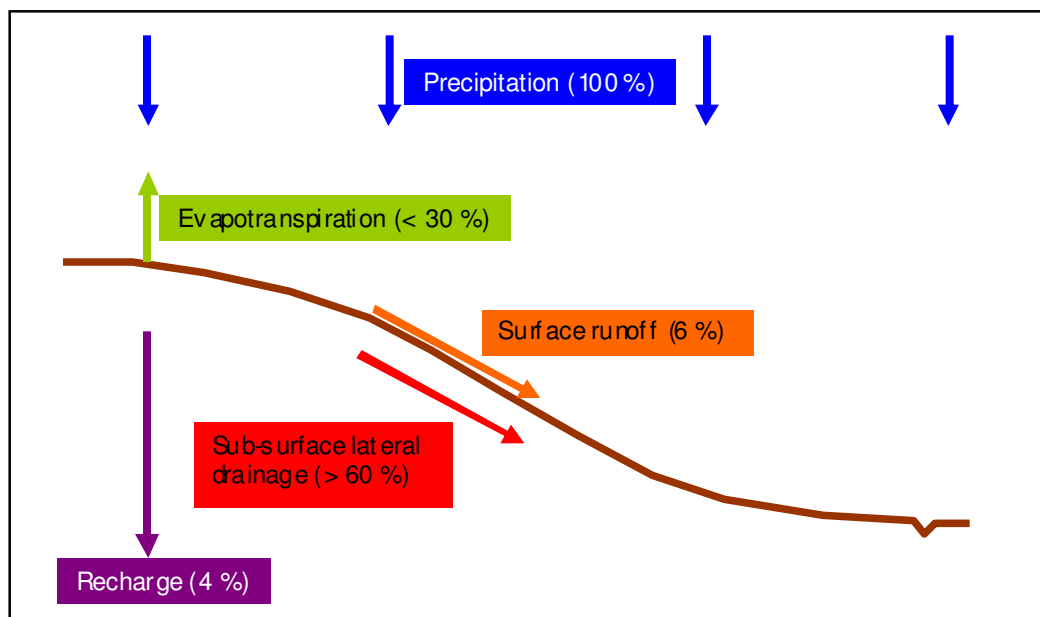 Precipitation (100 %)
Evapotranspiration (< 30 %)
Surface runoff (6 %)
Sub-surface lateral
drainage (> 60 %)
Recharge (4 %)